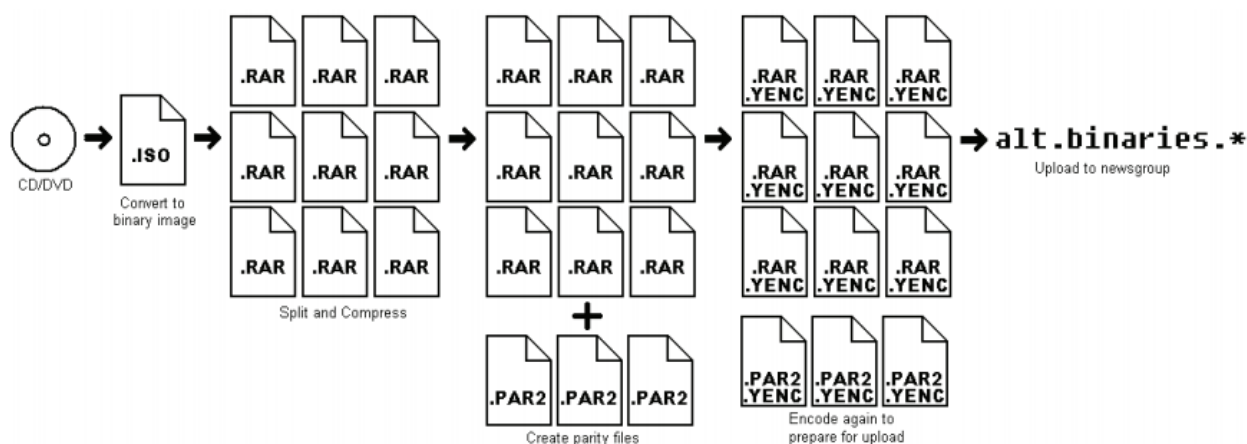 .RAR .RAR .RAR .RAR .RAR .RAR .RAR .YENC .RAR .YENC .RAR .YENC
CD/DVD
.ISO
Convert to
binary image
.RAR .RAR .RAR .RAR .RAR .RAR .RAR .YENC .RAR .YENC .RAR .YENC
alt.binaries.*
Upload to newsgroup
.RAR .RAR .RAR .RAR .RAR .RAR .RAR .YENC .RAR .YENC .RAR .YENC
Split and Compress
+
.PAR2 .PAR2 .PAR2 .PAR2 .YENC .PAR2 .YENC .PAR2 .YENC
Create parity files
Encode again to
prepare for upload